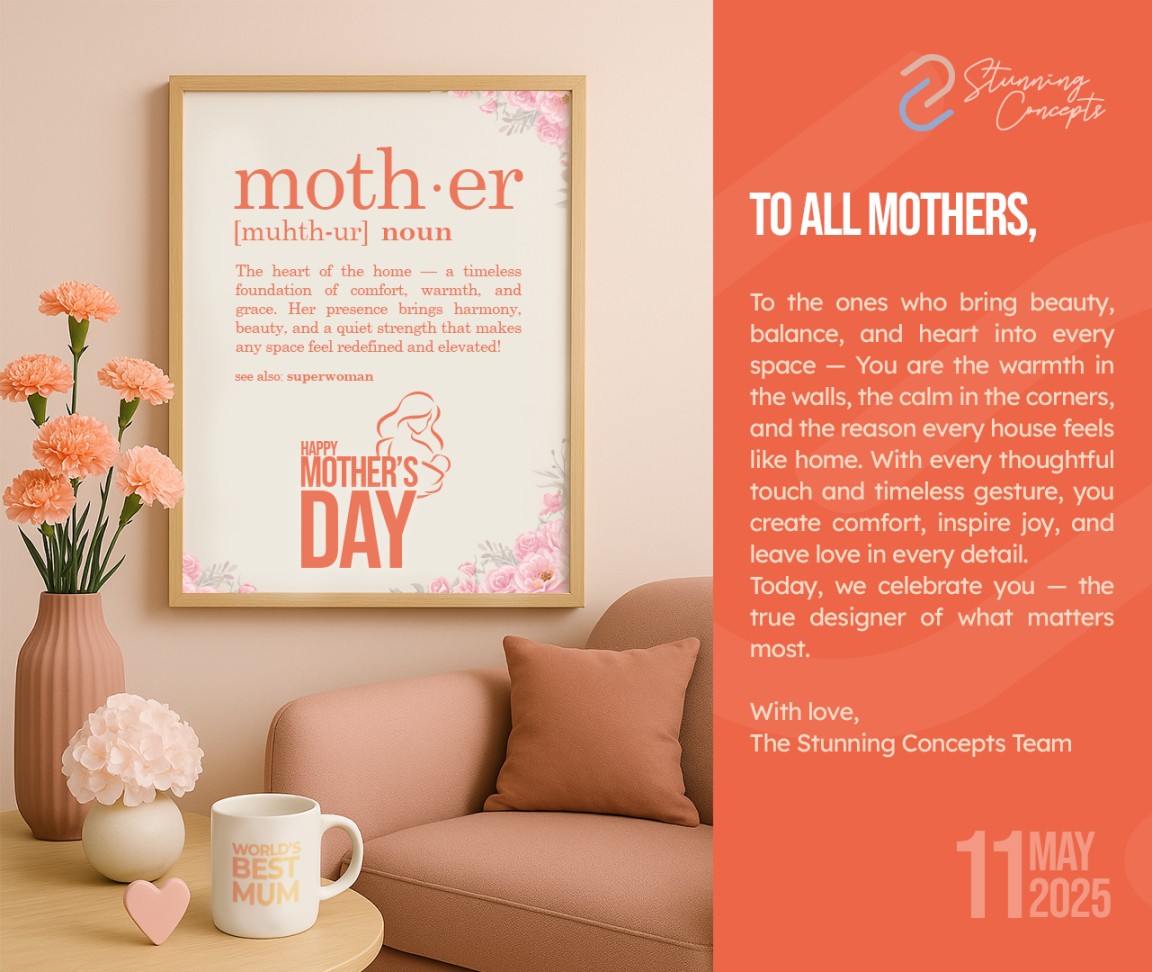 moth·er
[muhth-ur] noun
The heart of the home — a timeless
foundation of comfort, warmth, and
grace. Her presence brings harmony,
beauty, and a quiet strength that makes
any space feel redefined and elevated!
see also: superwoman
HAPPY
MOTHER'S
DAY
WORLD'S
BEST
MUM
Stunning
Concepts
TO ALL MOTHERS,
To the ones who bring beauty,
balance, and heart into every
space — You are the warmth in
the walls, the calm in the corners,
and the reason every house feels
like home. With every thoughtful
touch and timeless gesture, you
create comfort, inspire joy, and
leave love in every detail.
Today, we celebrate you — the
true designer of what matters
most.
With love,
The Stunning Concepts Team
11 MAY
2025